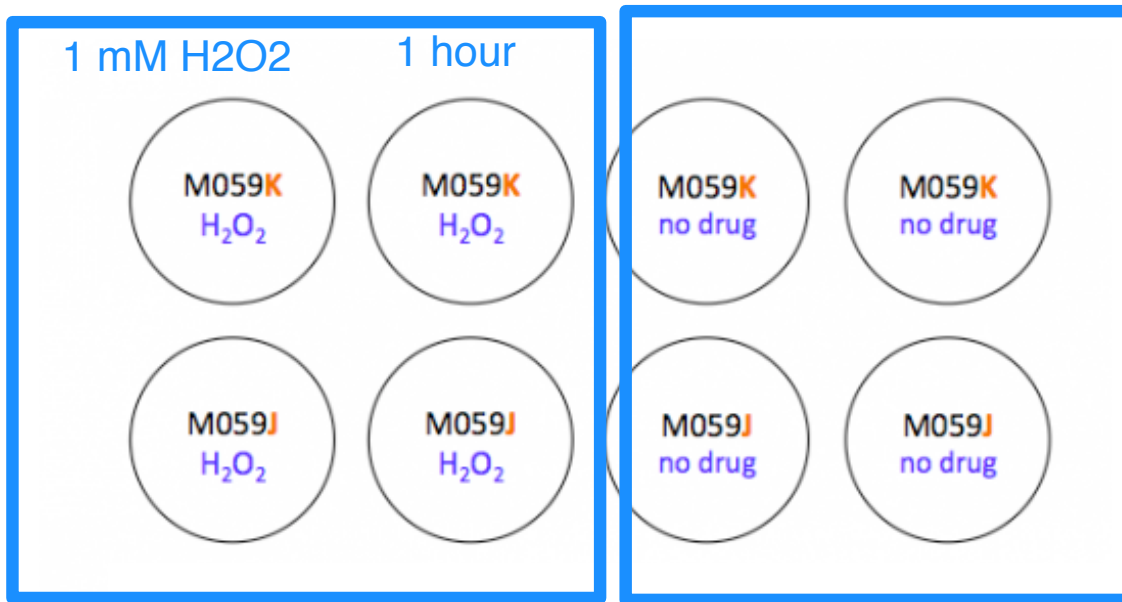 1 mM H2O2 1 hour
M059K M059K M059K M059K
H₂O₂ H₂O₂ no drug no drug
M059J M059J M059J M059J
H₂O₂ H₂O₂ no drug no drug